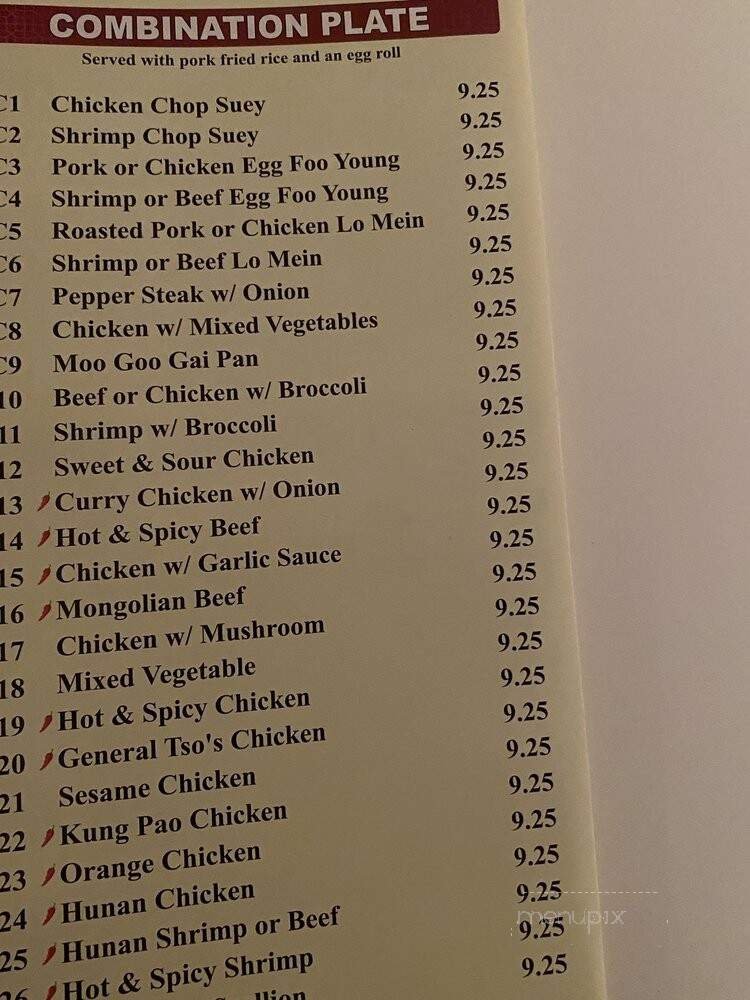 COMBINATION PLATE
Served with pork fried rice and an egg roll
C1 Chicken Chop Suey 9.25
C2 Shrimp Chop Suey 9.25
C3 Pork or Chicken Egg Foo Young 9.25
C4 Shrimp or Beef Egg Foo Young 9.25
C5 Roasted Pork or Chicken Lo Mein 9.25
C6 Shrimp or Beef Lo Mein 9.25
C7 Pepper Steak w/ Onion 9.25
C8 Chicken w/ Mixed Vegetables 9.25
C9 Moo Goo Gai Pan 9.25
10 Beef or Chicken w/ Broccoli 9.25
11 Shrimp w/ Broccoli 9.25
12 Sweet & Sour Chicken 9.25
13 Curry Chicken w/ Onion 9.25
14 Hot & Spicy Beef 9.25
15 Chicken w/ Garlic Sauce 9.25
16 Mongolian Beef 9.25
17 Chicken w/ Mushroom 9.25
18 Mixed Vegetable 9.25
19 Hot & Spicy Chicken 9.25
20 General Tso's Chicken 9.25
21 Sesame Chicken 9.25
22 Kung Pao Chicken 9.25
23 Orange Chicken 9.25
24 Hunan Chicken 9.25
25 Hunan Shrimp or Beef 9.25
26 Hot & Spicy Shrimp 9.25
9.25
menupix